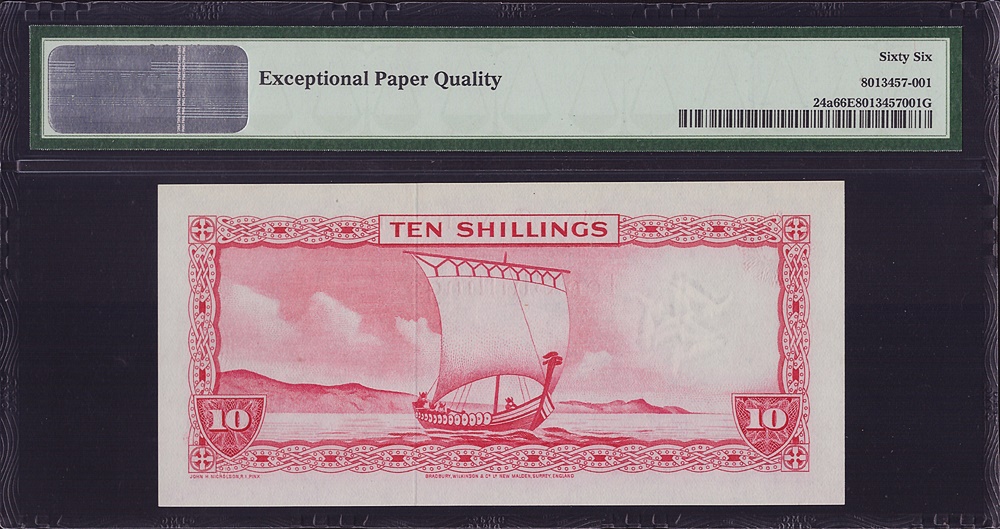 Exceptional Paper Quality
Sixty Six
8013457-001
24a66E8013457001G
TEN SHILLINGS
10 10
JOHN H NICHOLSON, R.I. PINX.
BRADBURY, WILKINSON & Cº Lᵈ NEW MALDEN, SURREY, ENGLAND.